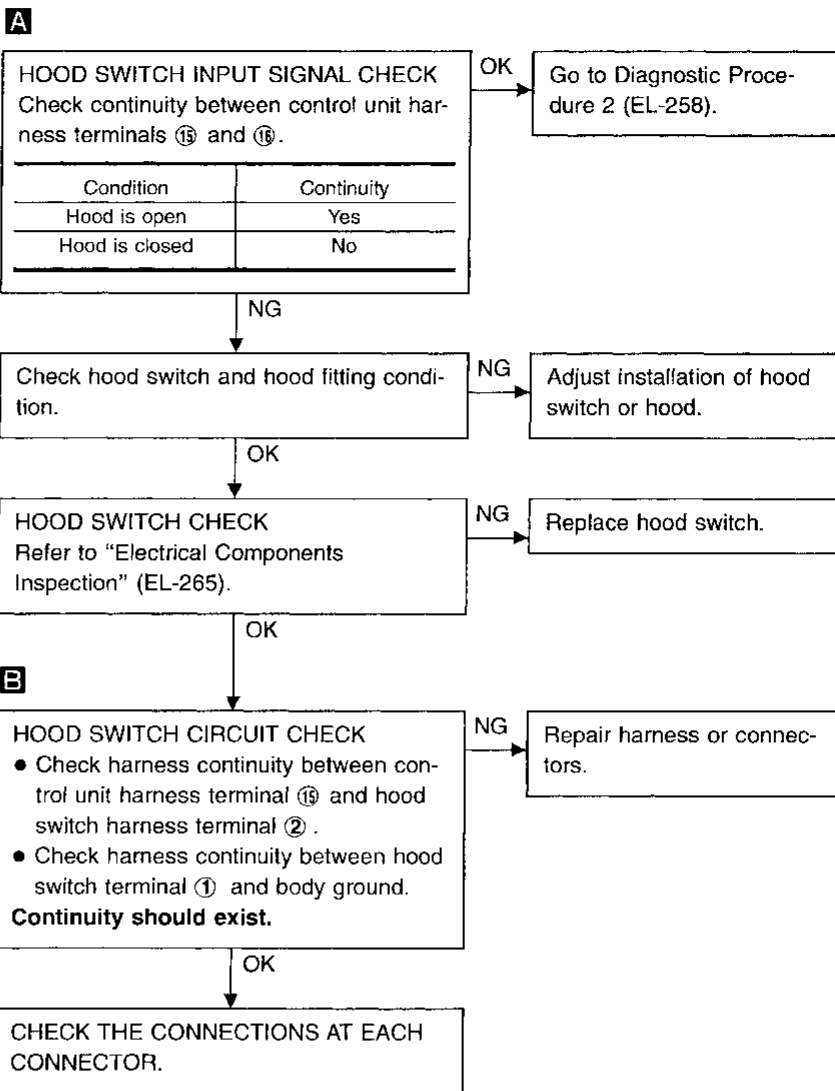 A
HOOD SWITCH INPUT SIGNAL CHECK
Check continuity between control unit har-
ness terminals ⑮ and ⑯.
Condition Continuity
Hood is open Yes
Hood is closed No
OK
Go to Diagnostic Proce-
dure 2 (EL-258).
NG
Check hood switch and hood fitting condi-
tion.
NG
Adjust installation of hood
switch or hood.
OK
HOOD SWITCH CHECK
Refer to “Electrical Components
Inspection” (EL-265).
NG
Replace hood switch.
OK
B
HOOD SWITCH CIRCUIT CHECK
● Check harness continuity between con-
trol unit harness terminal ⑮ and hood
switch harness terminal ②.
● Check harness continuity between hood
switch terminal ① and body ground.
Continuity should exist.
NG
Repair harness or connec-
tors.
OK
CHECK THE CONNECTIONS AT EACH
CONNECTOR.